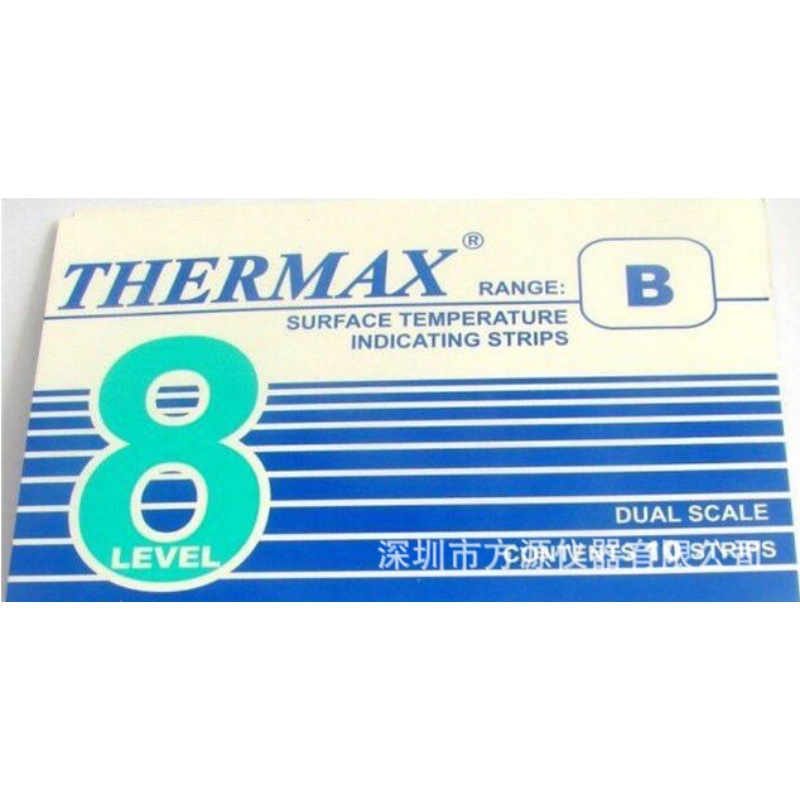 THERMAX®
RANGE: B
SURFACE TEMPERATURE
INDICATING STRIPS
8
LEVEL
DUAL SCALE
CONTENTS 10 STRIPS
深圳市方源仪器有限公司